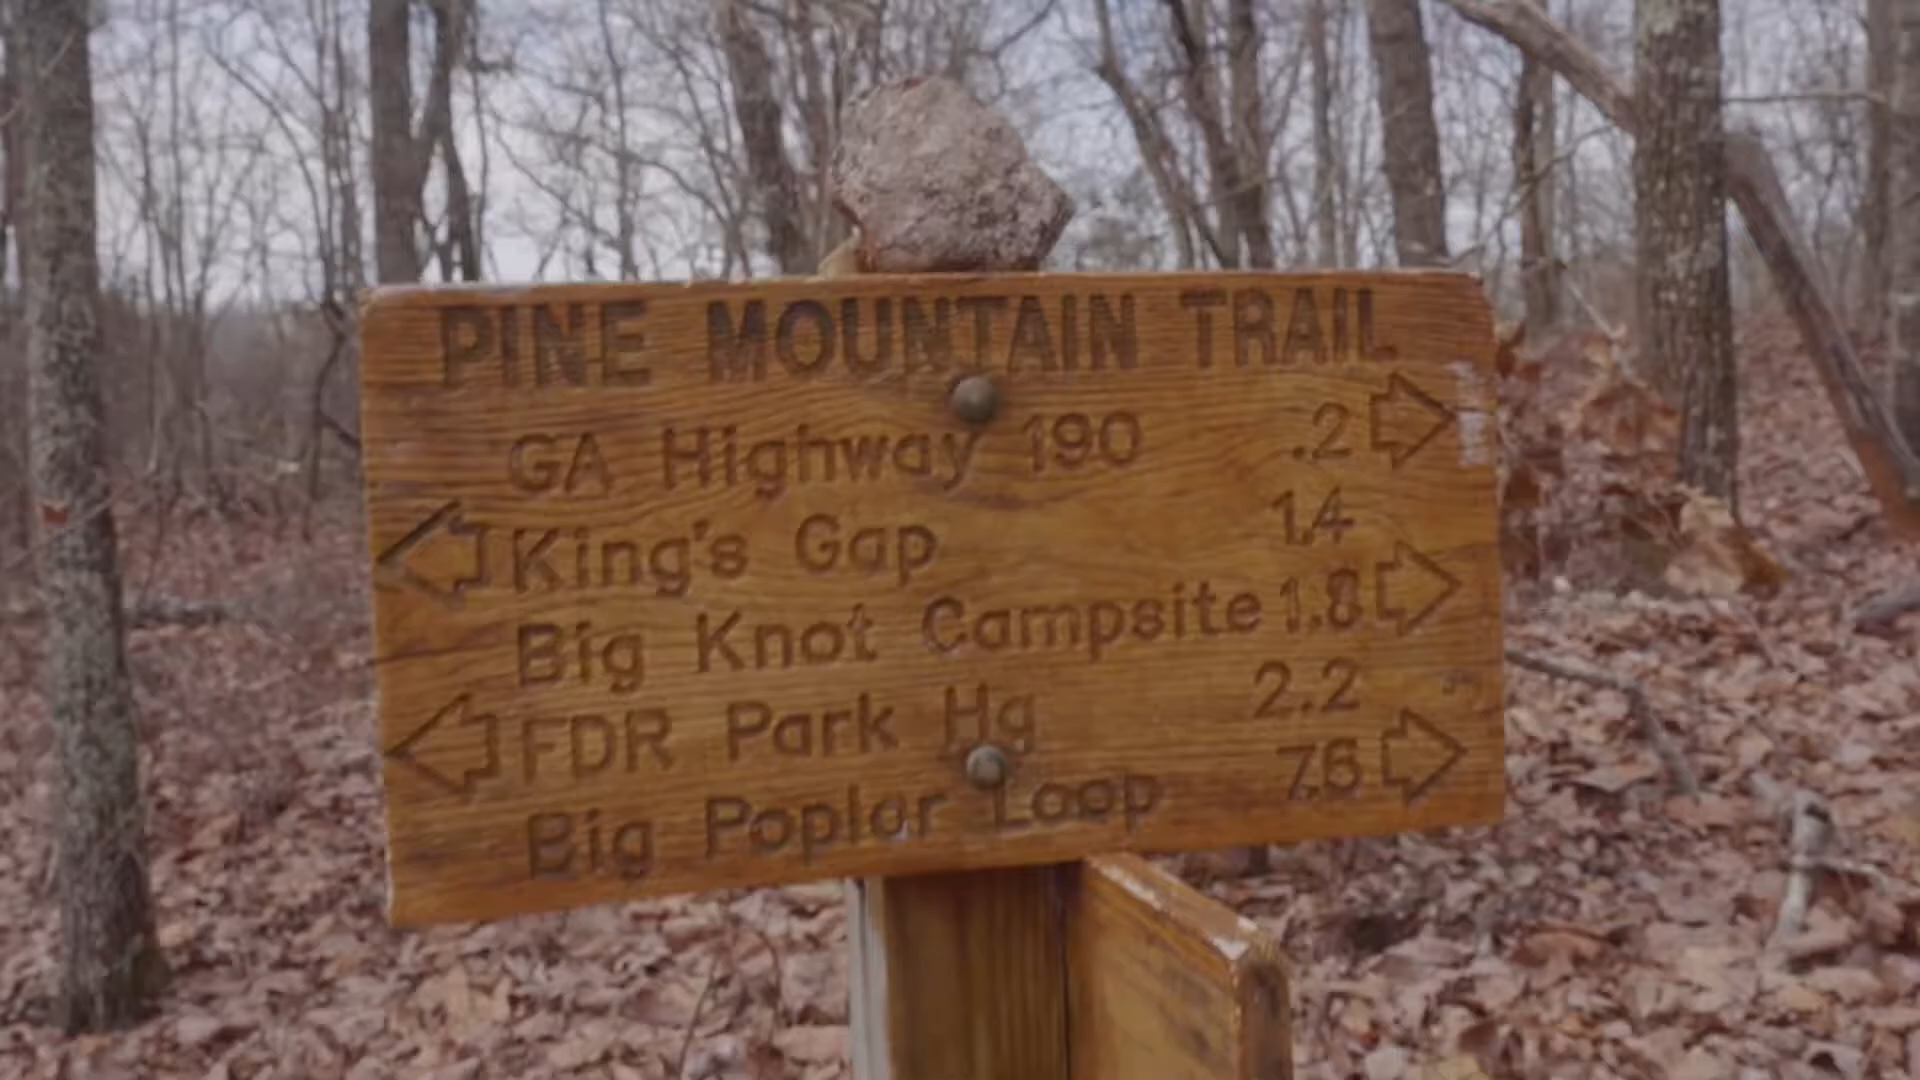 PINE MOUNTAIN TRAIL
GA Highway 190 .2
King's Gap 1.4
Big Knot Campsite 1.8
FDR Park Hg 2.2
Big Poplar Loop 7.6